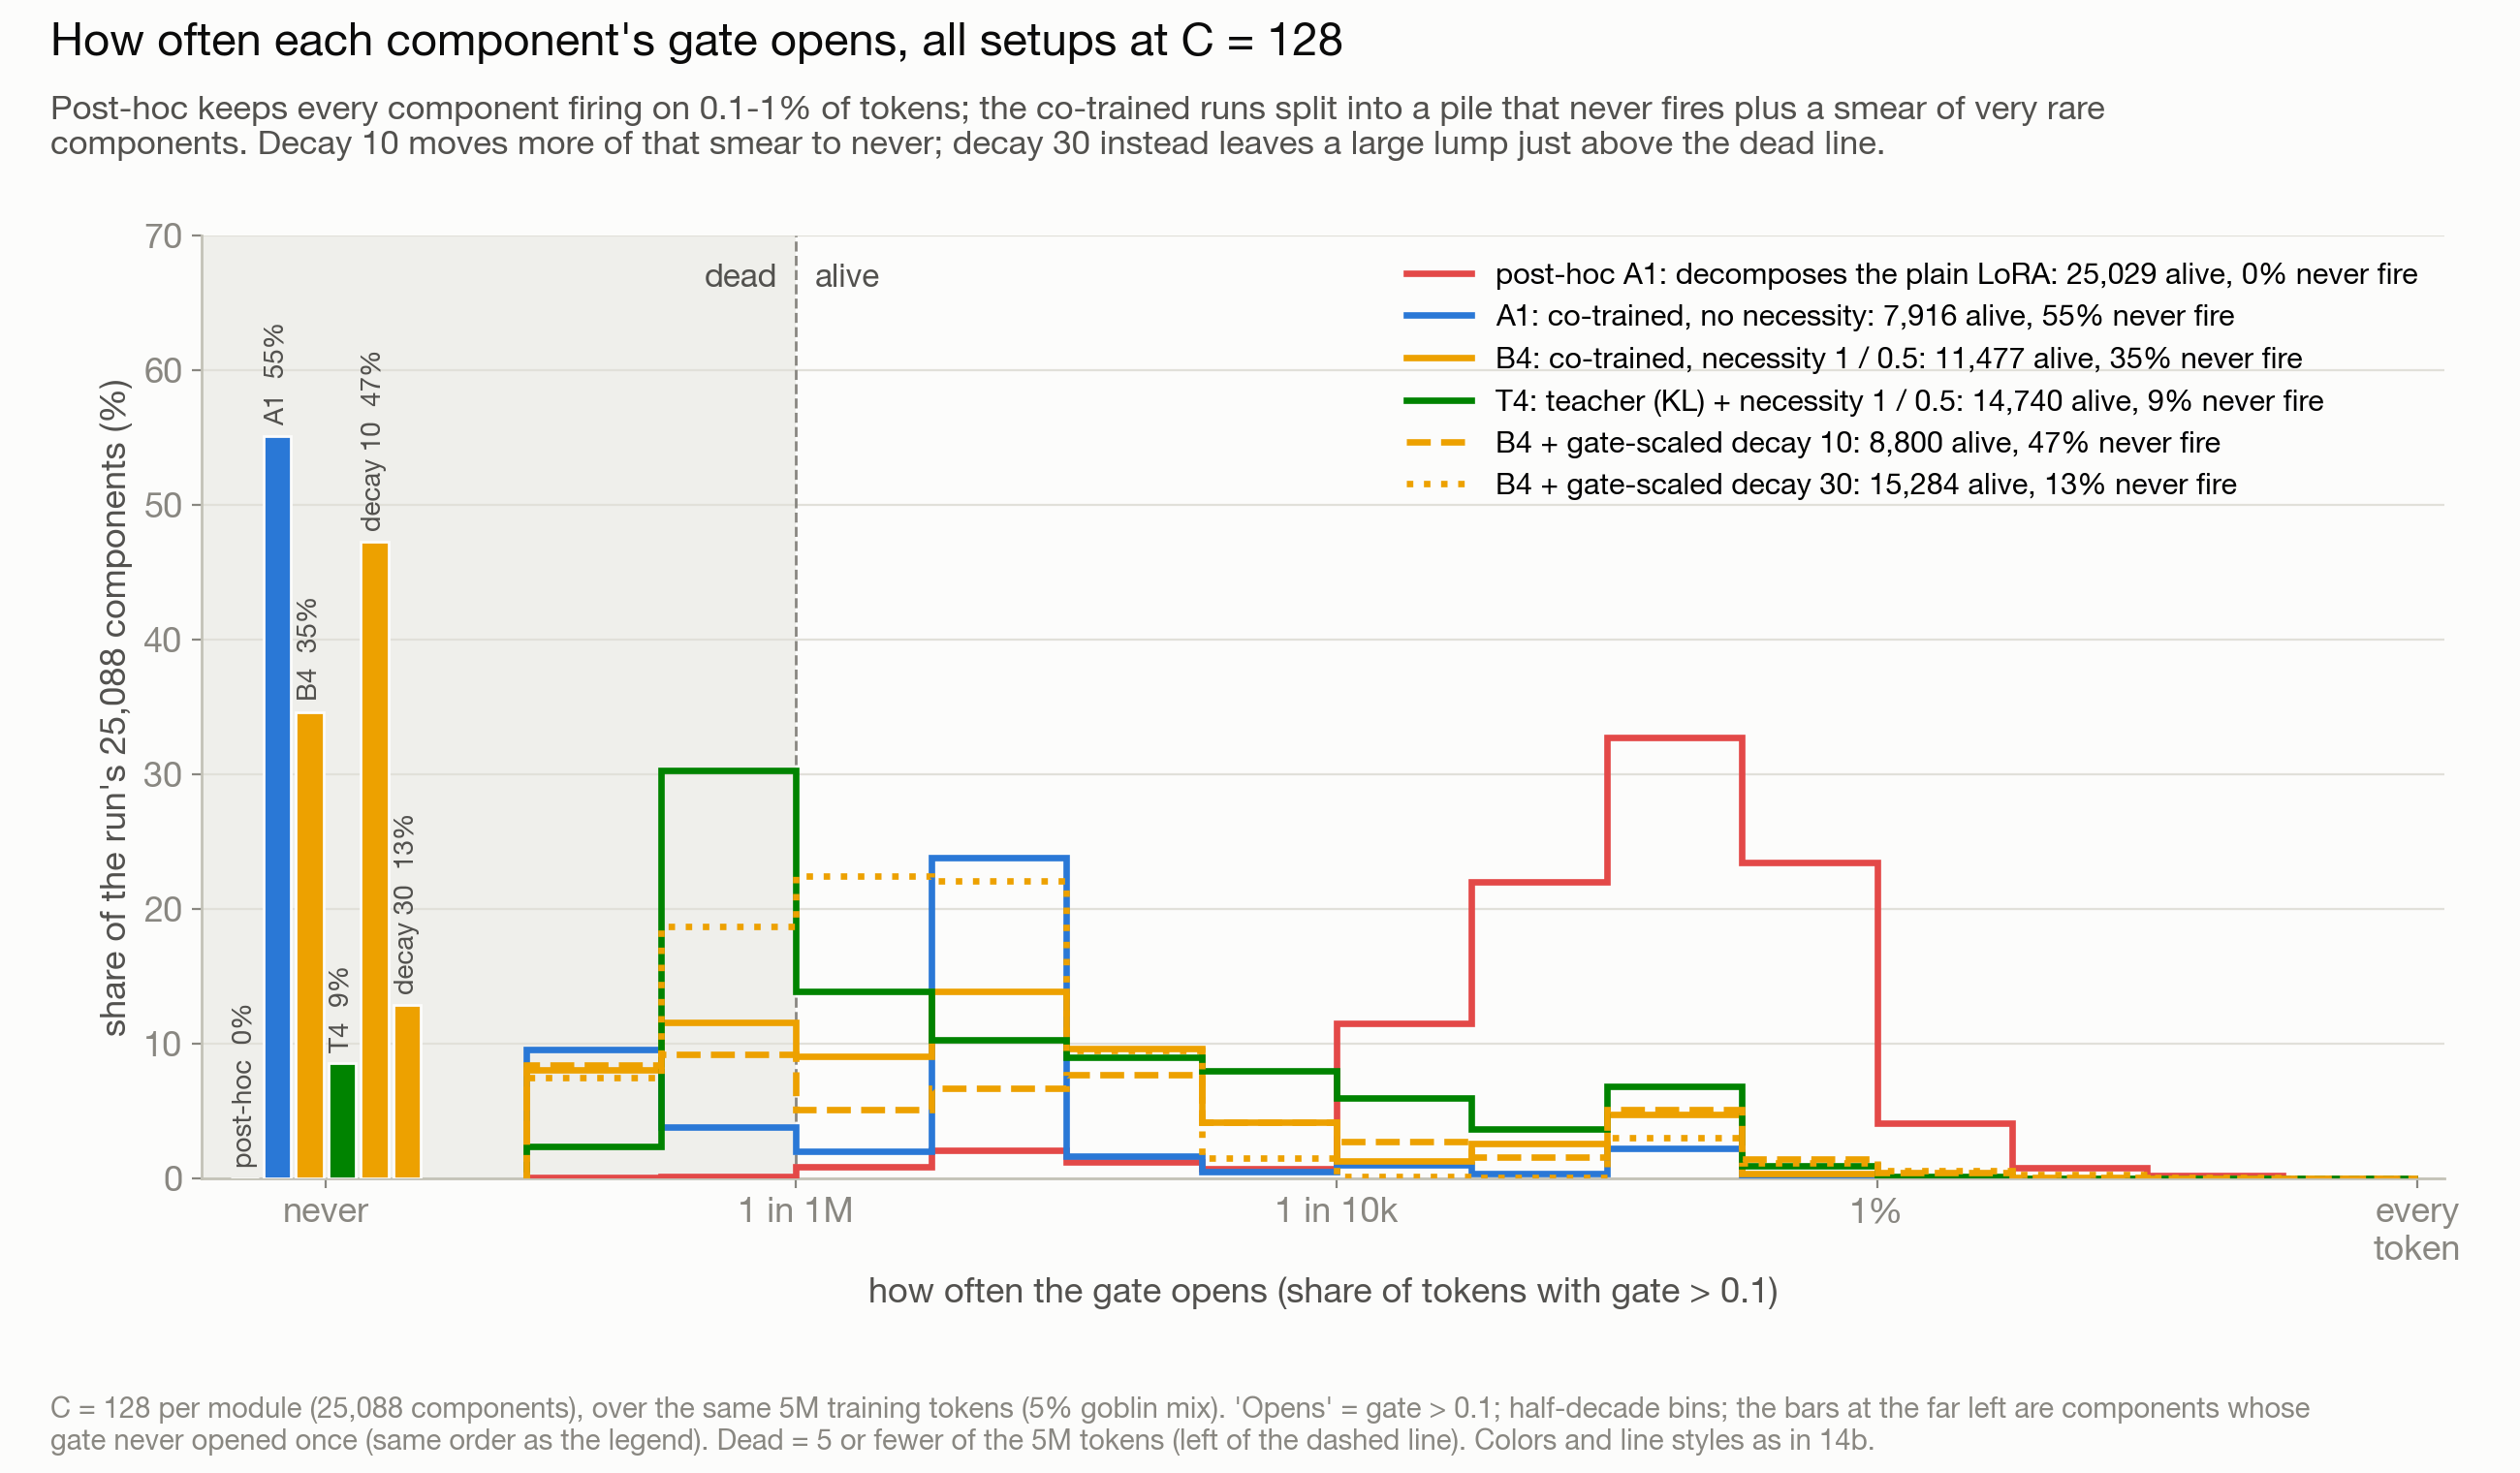 How often each component's gate opens, all setups at C = 128
Post-hoc keeps every component firing on 0.1-1% of tokens; the co-trained runs split into a pile that never fires plus a smear of very rare
components. Decay 10 moves more of that smear to never; decay 30 instead leaves a large lump just above the dead line.
share of the run's 25,088 components (%)
70
60
50
40
30
20
10
0
post-hoc 0%
A1 55%
B4 35%
T4 9%
decay 10 47%
decay 30 13%
dead
alive
post-hoc A1: decomposes the plain LoRA: 25,029 alive, 0% never fire
A1: co-trained, no necessity: 7,916 alive, 55% never fire
B4: co-trained, necessity 1 / 0.5: 11,477 alive, 35% never fire
T4: teacher (KL) + necessity 1 / 0.5: 14,740 alive, 9% never fire
B4 + gate-scaled decay 10: 8,800 alive, 47% never fire
B4 + gate-scaled decay 30: 15,284 alive, 13% never fire
never
1 in 1M
1 in 10k
1%
every
token
how often the gate opens (share of tokens with gate > 0.1)
C = 128 per module (25,088 components), over the same 5M training tokens (5% goblin mix). 'Opens' = gate > 0.1; half-decade bins; the bars at the far left are components whose
gate never opened once (same order as the legend). Dead = 5 or fewer of the 5M tokens (left of the dashed line). Colors and line styles as in 14b.